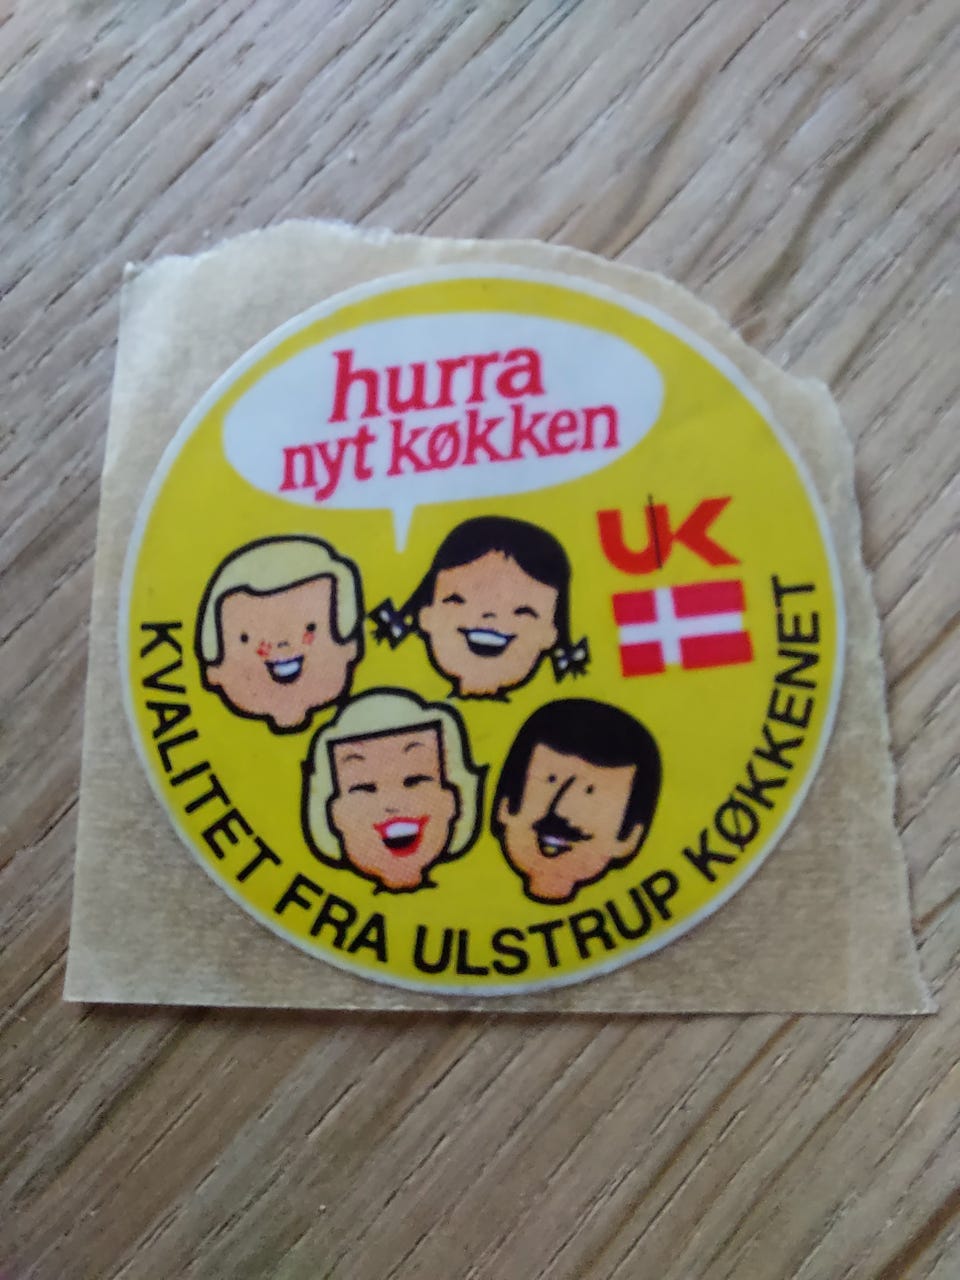 hurra
nyt køkken
UK
KVALITET FRA ULSTRUP KØKKENET